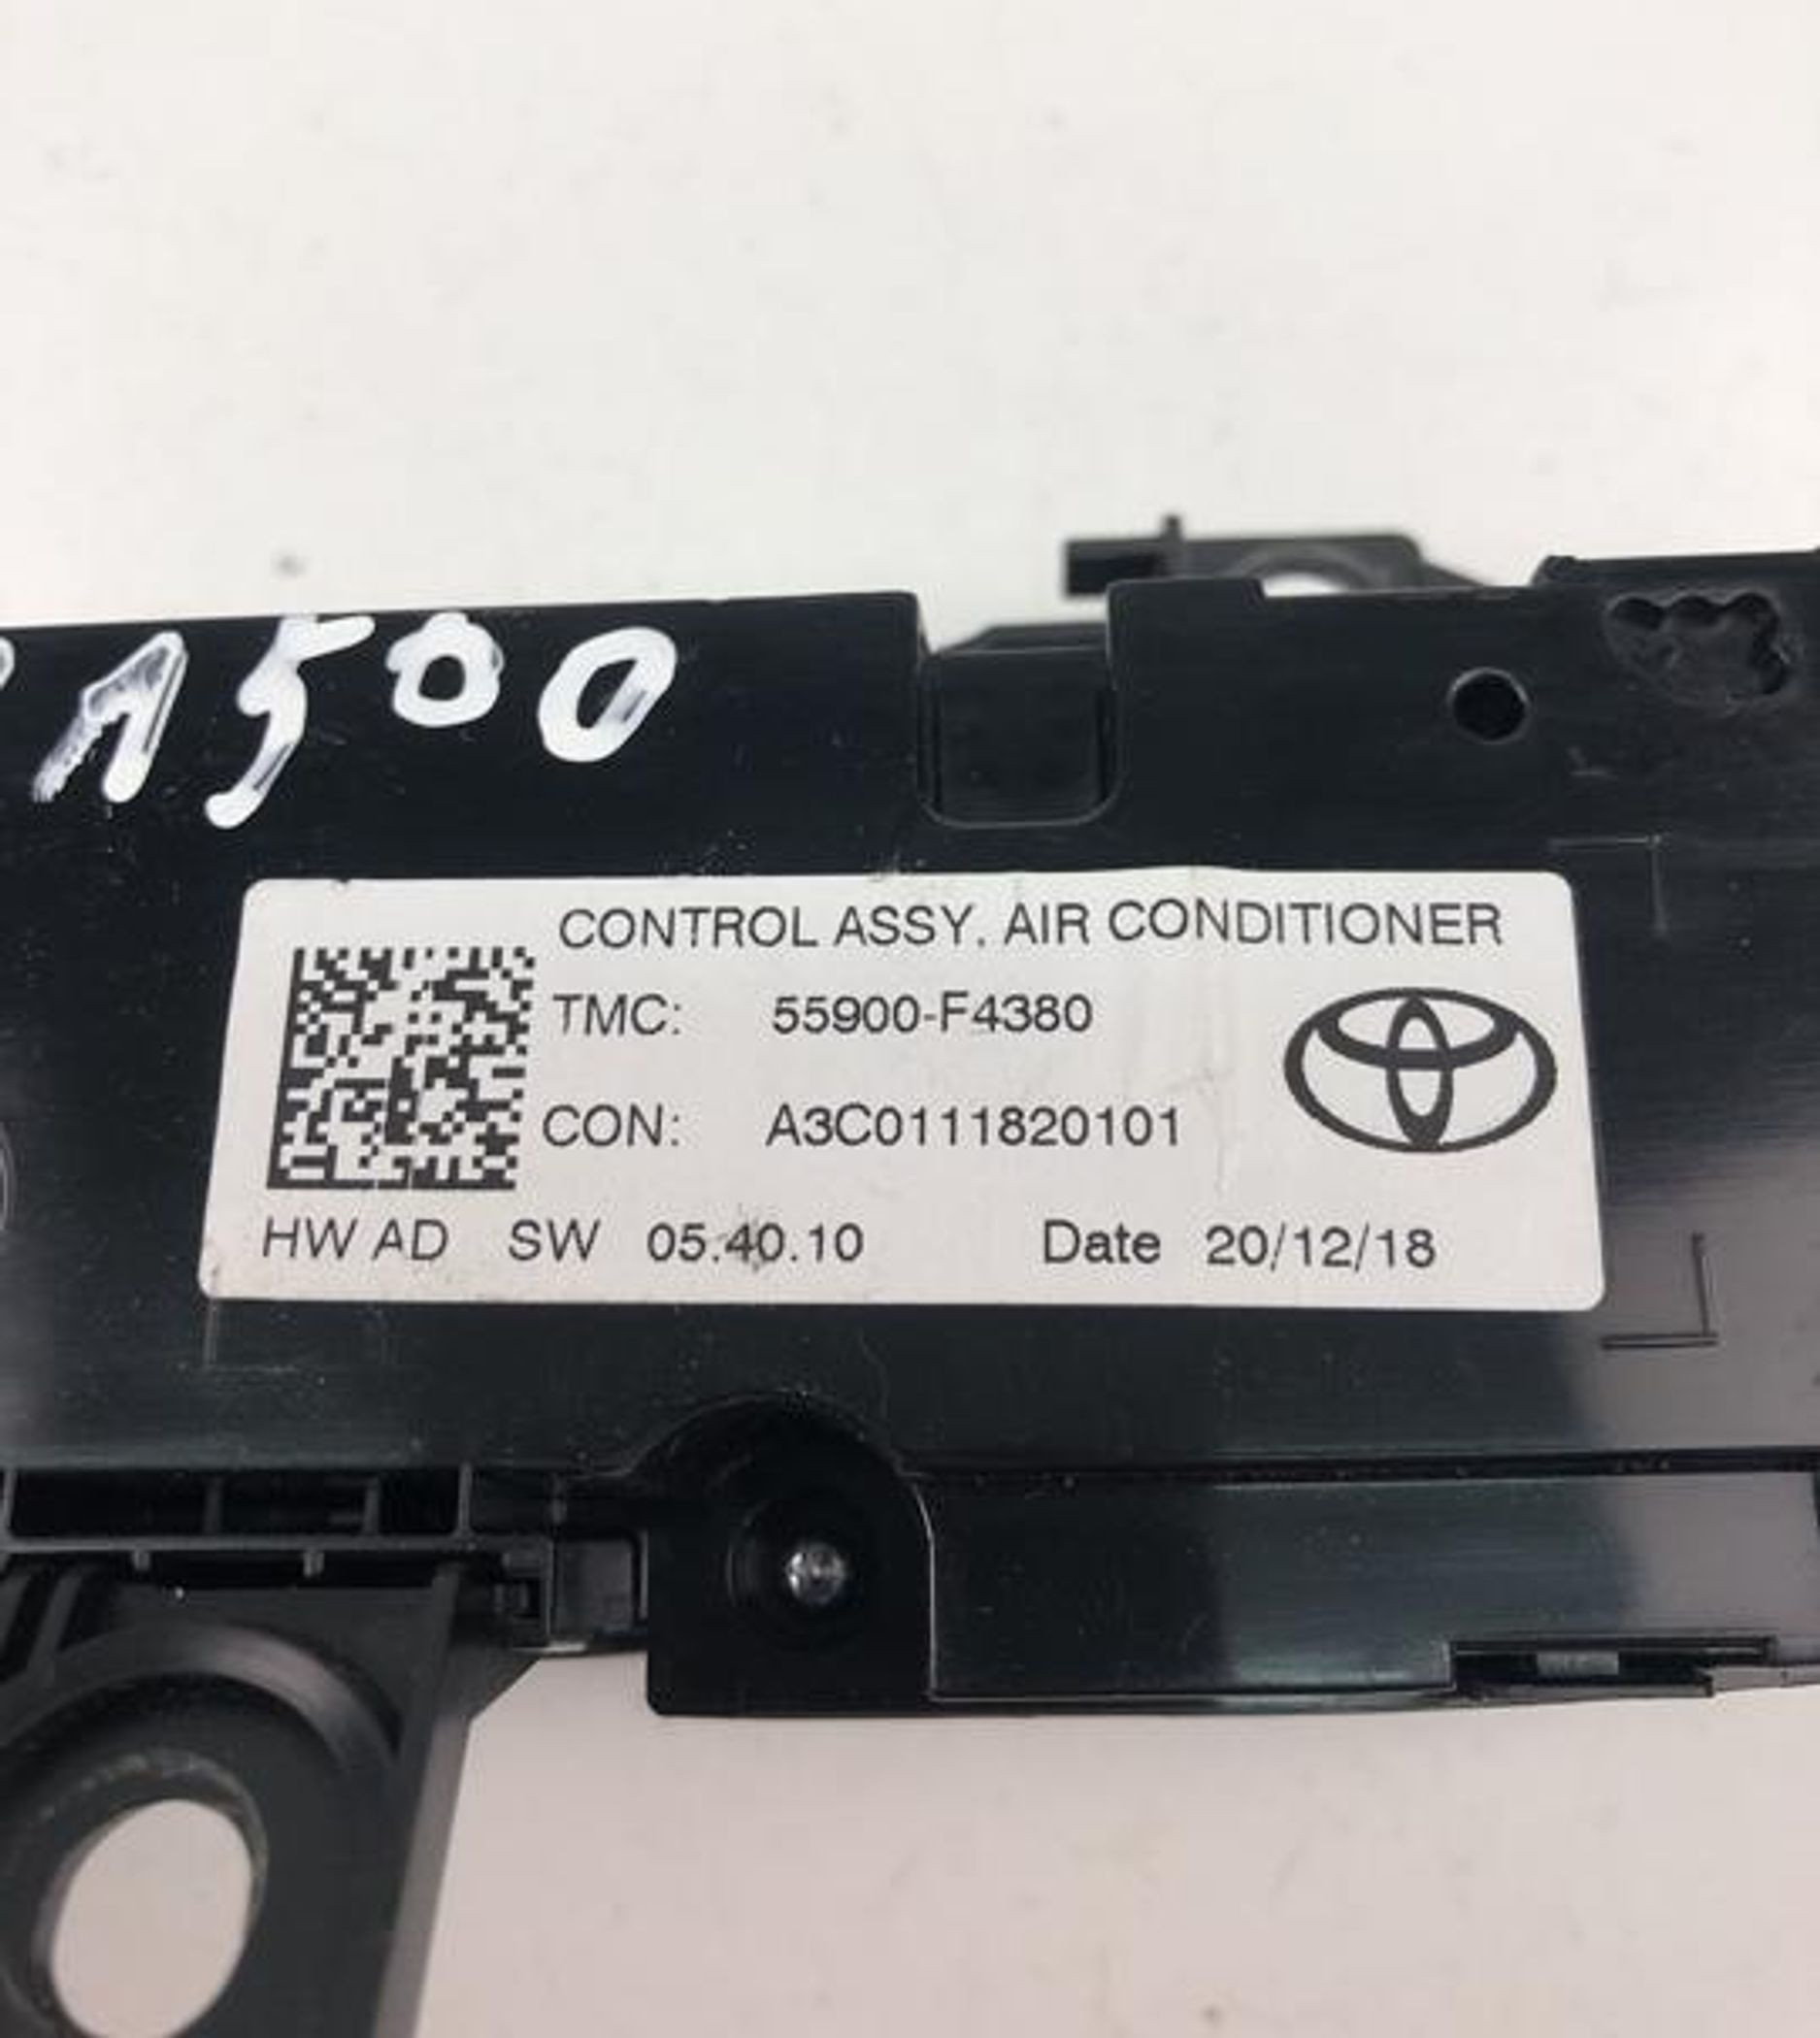 1500
CONTROL ASSY. AIR CONDITIONER
TMC: 55900-F4380
CON: A3C0111820101
HW AD SW 05.40.10 Date 20/12/18